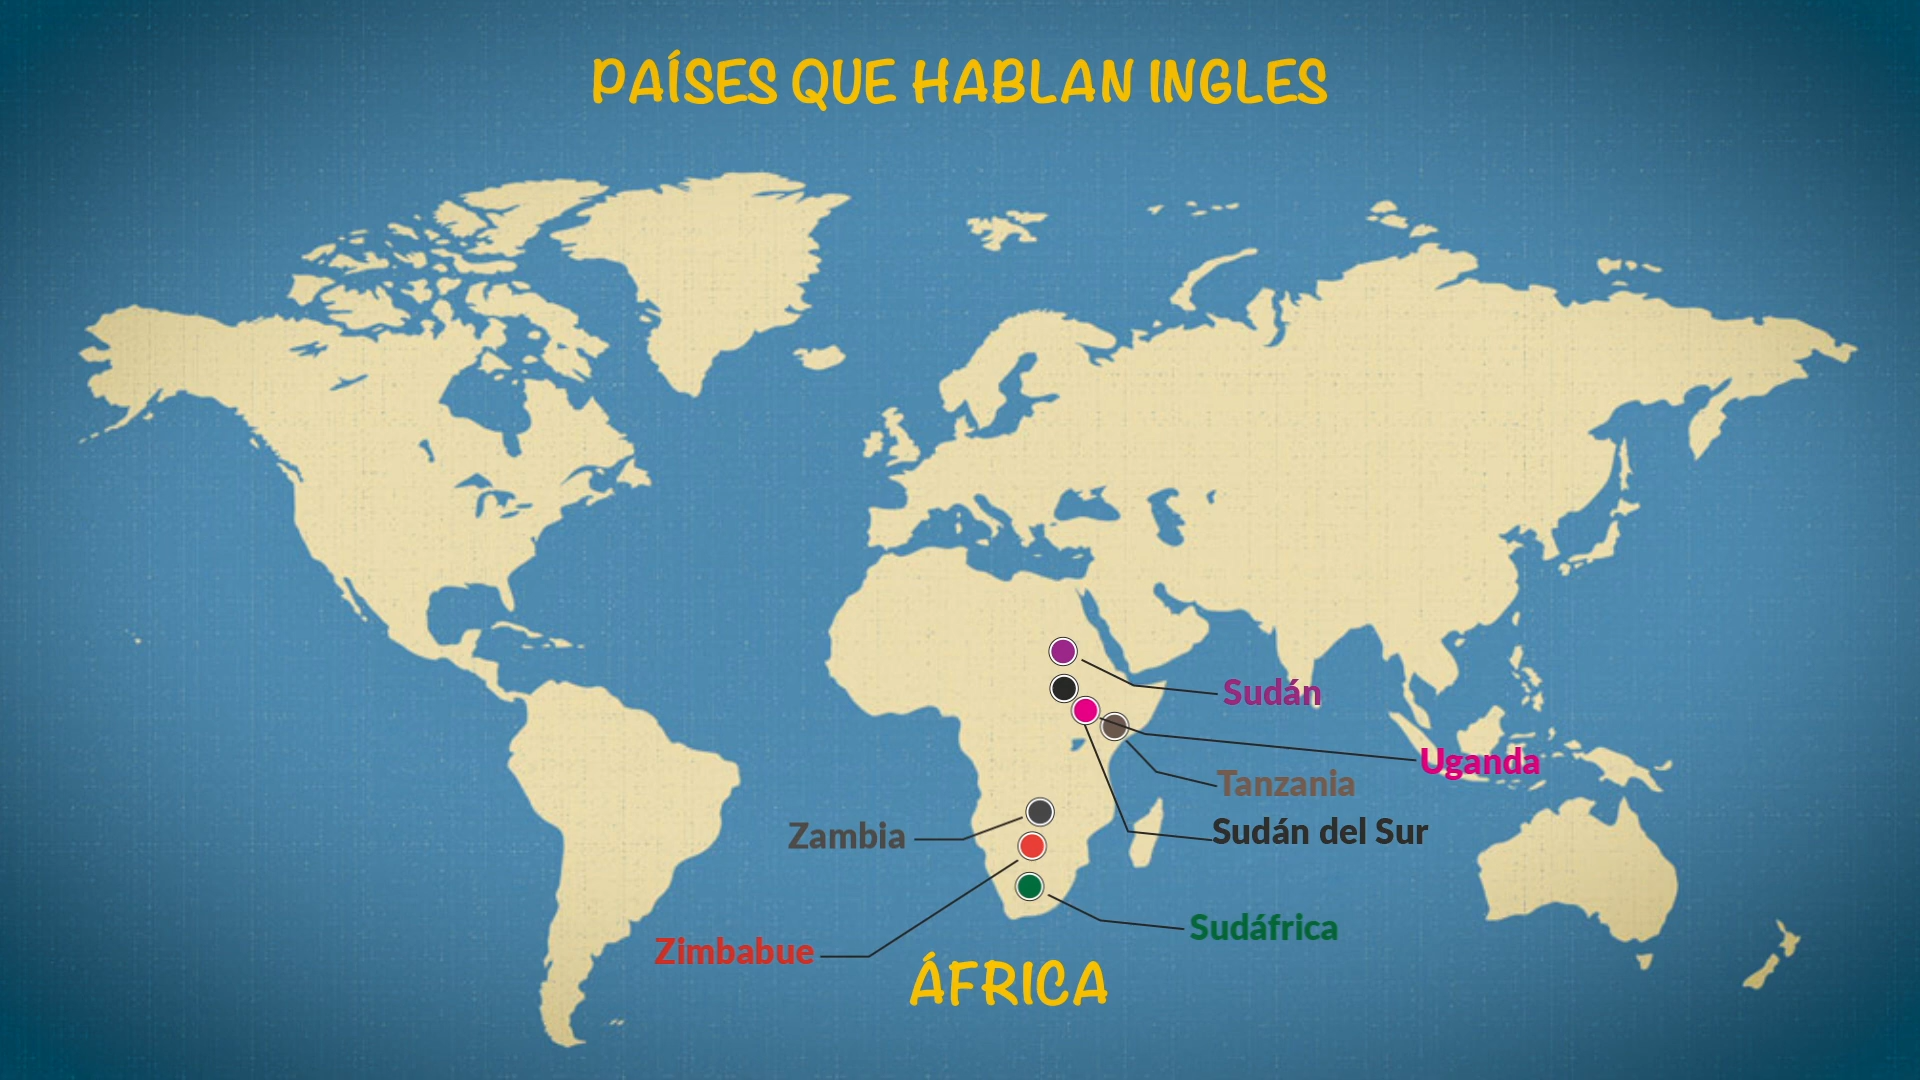 PAÍSES QUE HABLAN INGLES
Sudán
Uganda
Tanzania
Sudán del Sur
Zambia
Sudáfrica
Zimbabue
ÁFRICA